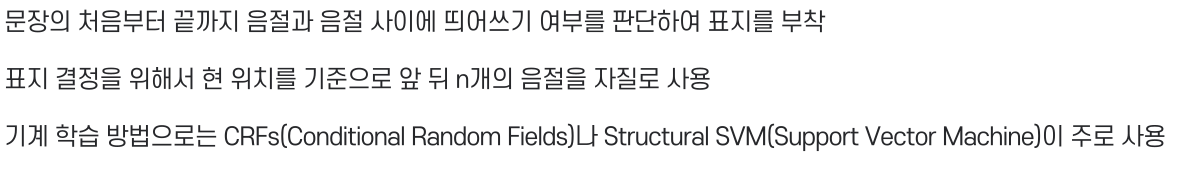 문장의 처음부터 끝까지 음절과 음절 사이에 띄어쓰기 여부를 판단하여 표지를 부착
표지 결정을 위해서 현 위치를 기준으로 앞 뒤 n개의 음절을 자질로 사용
기계 학습 방법으로는 CRFs(Conditional Random Fields)나 Structural SVM(Support Vector Machine)이 주로 사용